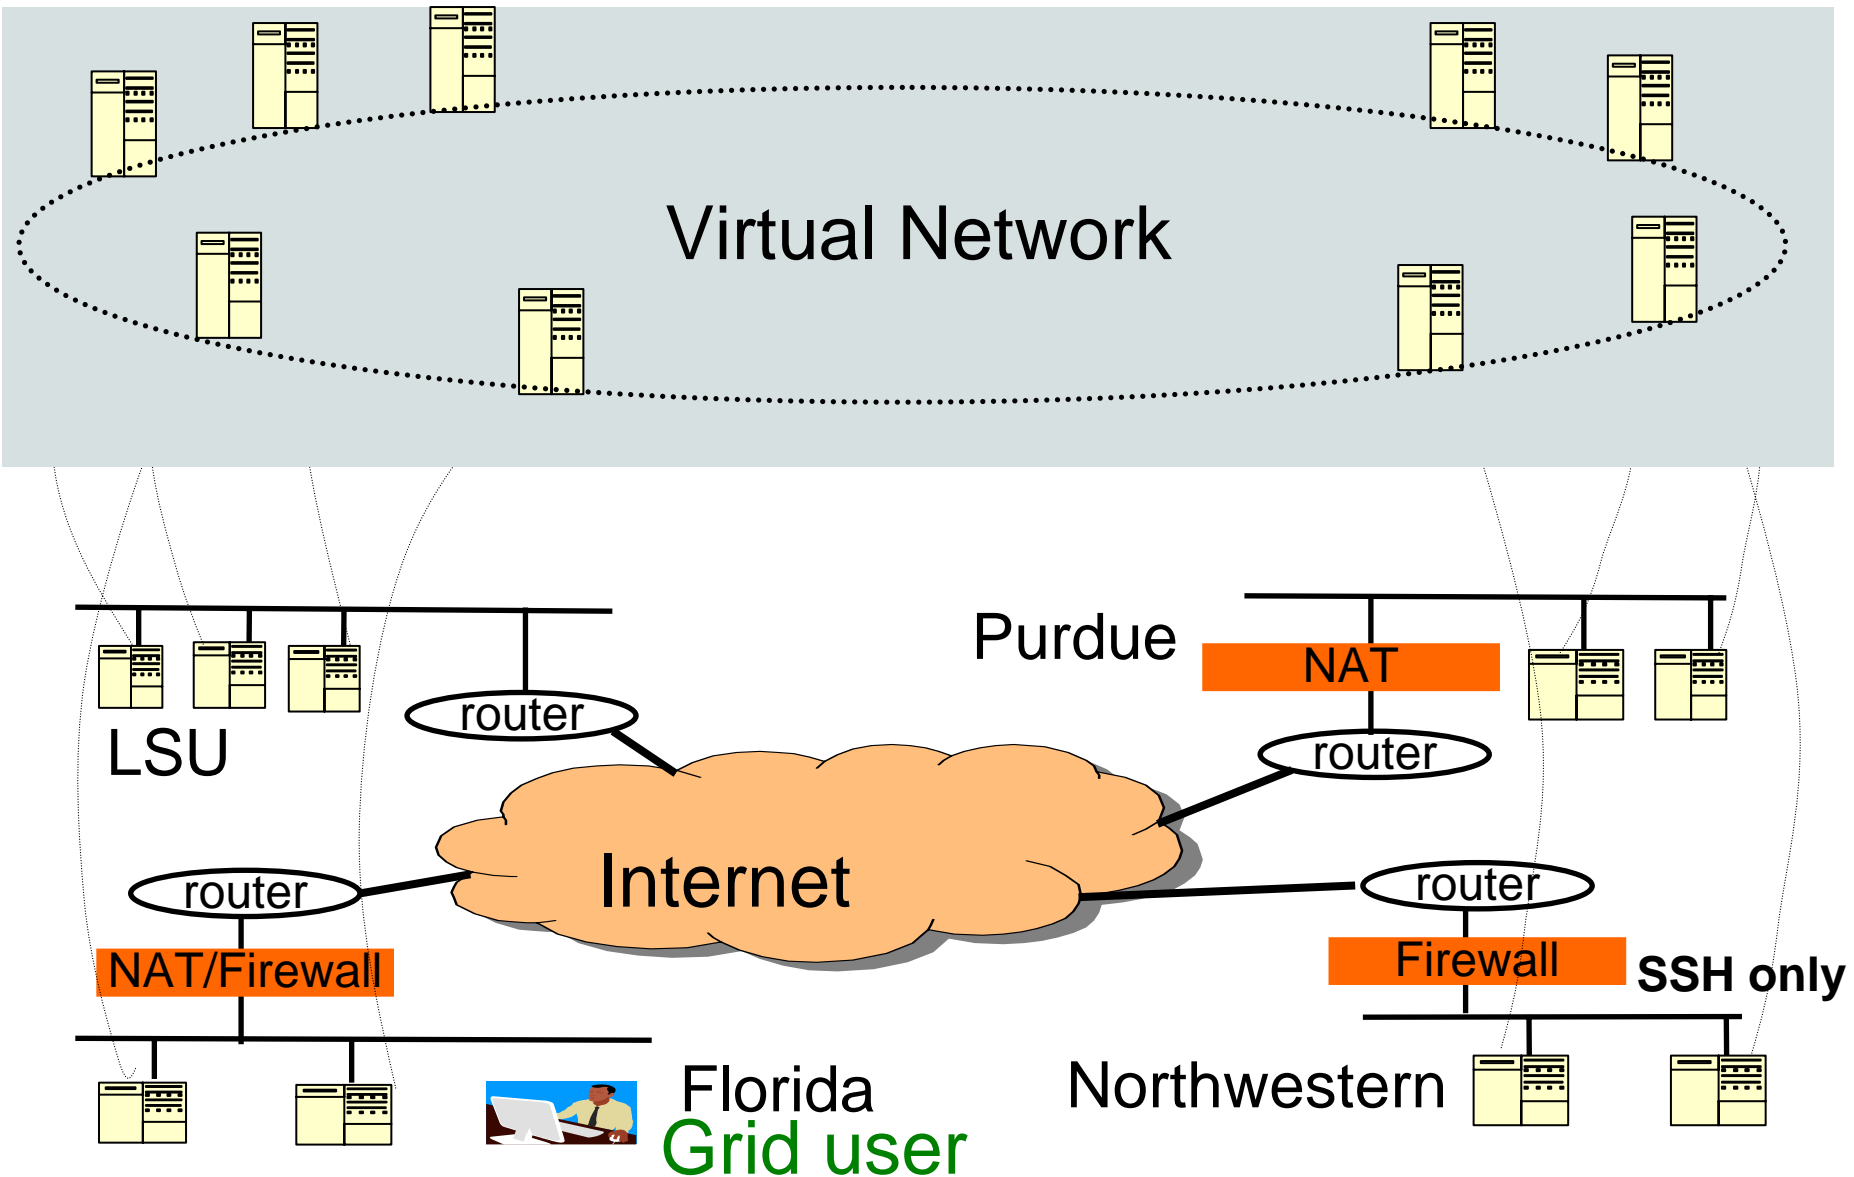 Virtual Network
Purdue
NAT
router
LSU
router
Internet
router
NAT/Firewall
router
Firewall
SSH only
Florida
Grid user
Northwestern